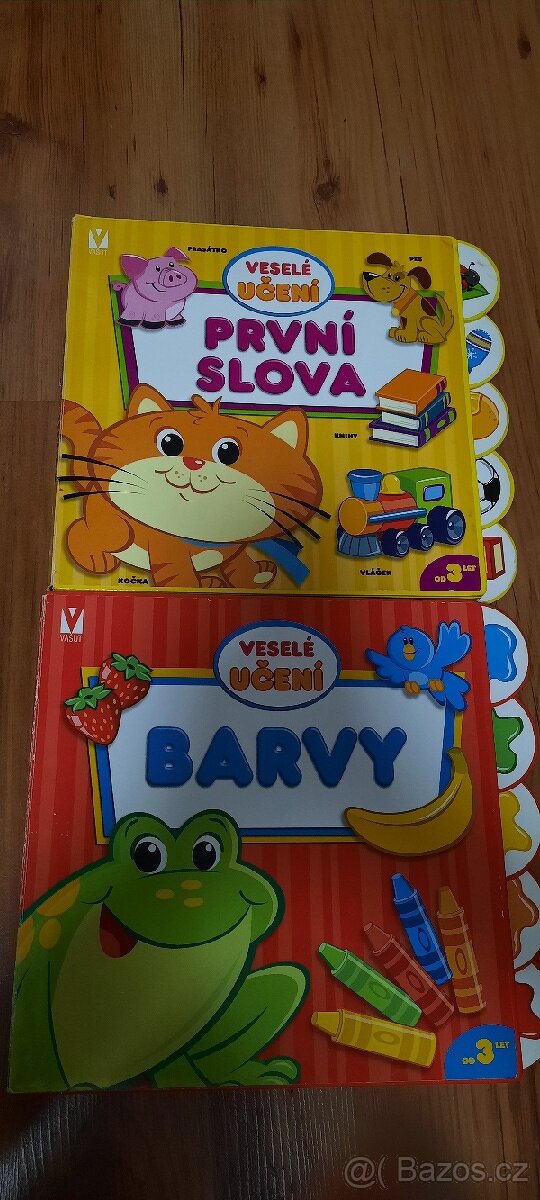 VAŠUT
PRASÁTKO
VESELÉ
UČENÍ
PES
PRVNÍ
SLOVA
KNIHY
KOČKA
VLÁČEK
OD 3 LET
VAŠUT
VESELÉ
UČENÍ
BARVY
OD 3 LET
@( Bazos.cz